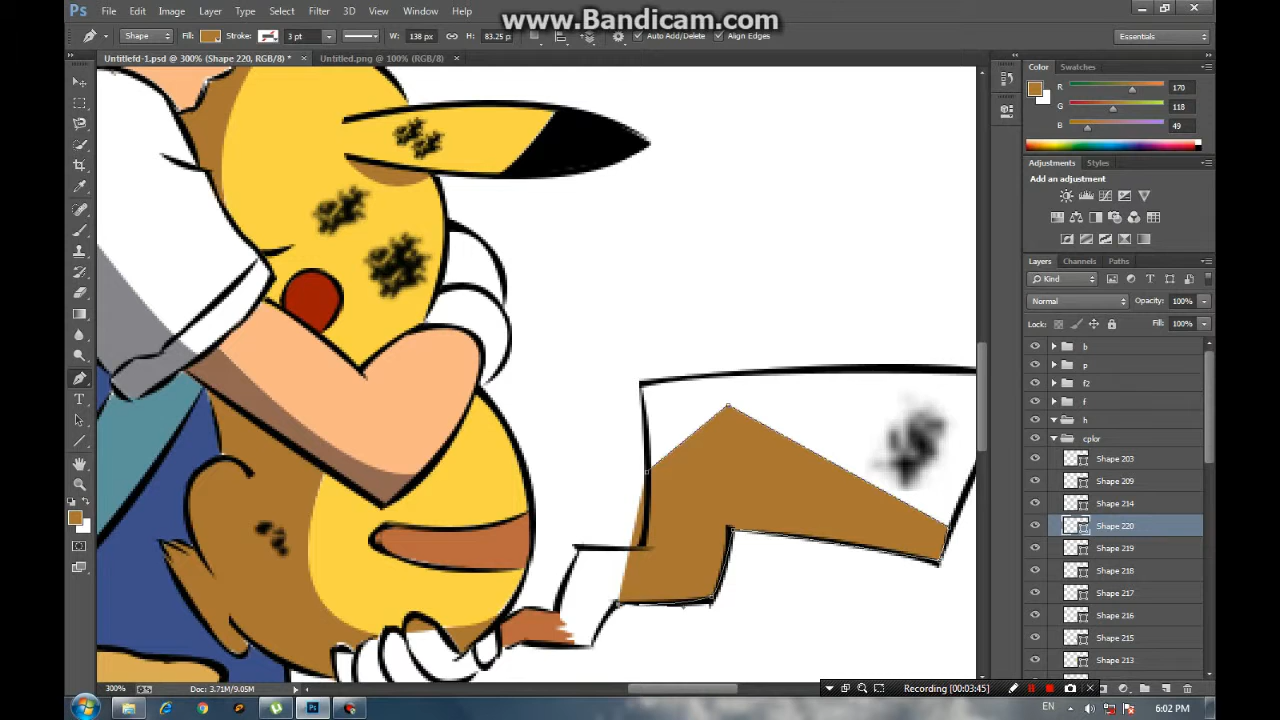 www.Bandicam.com
Ps File Edit Image Layer Type Select Filter 3D View Window Help
Shape Fill: Stroke: 3 pt W: 138 px H: 83.25 p Auto Add/Delete Align Edges Essentials
Untitlefd-1.psd @ 300% (Shape 220, RGB/8) * × Untitled.png @ 100% (RGB/8) ×
Color Swatches
R 170
G 118
B 49
Adjustments Styles
Add an adjustment
Layers Channels Paths
Kind
Normal Opacity: 100%
Lock: Fill: 100%
b
p
f2
f
h
cplor
Shape 203
Shape 209
Shape 214
Shape 220
Shape 219
Shape 218
Shape 217
Shape 216
Shape 215
Shape 213
300% Doc: 3.71M/9.05M
Recording [00:03:45]
EN 6:02 PM